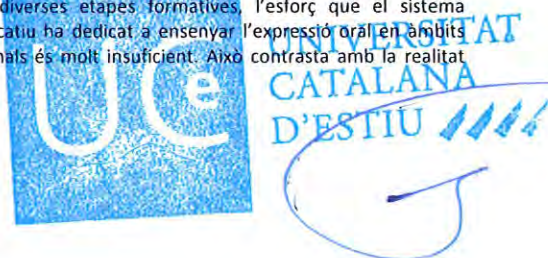 diverses etapes formatives, l'esforç que el sistema
catiu ha dedicat a ensenyar l'expressió oral en àmbits
nals és molt insuficient. Això contrasta amb la realitat
UCe
UNIVERSITAT
CATALANA
D'ESTIU